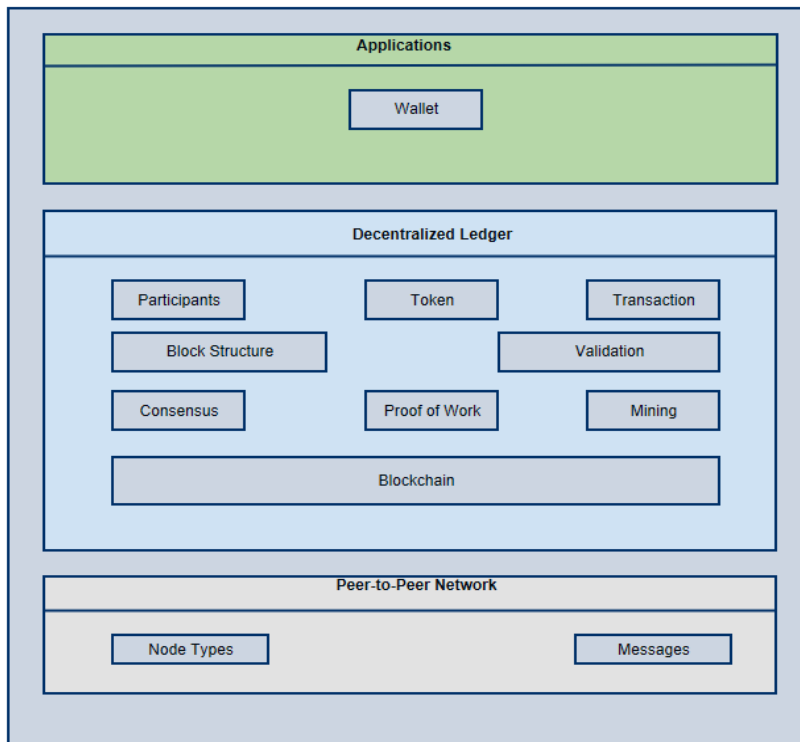 Applications
Wallet
Decentralized Ledger
Participants
Token
Transaction
Block Structure
Validation
Consensus
Proof of Work
Mining
Blockchain
Peer-to-Peer Network
Node Types
Messages